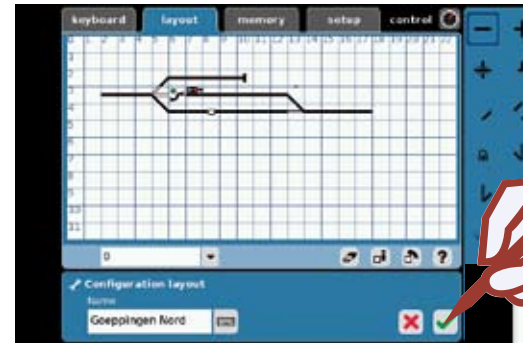 keyboard layout memory setup control
0
?
Configuration layout
Name
Goeppingen Nord